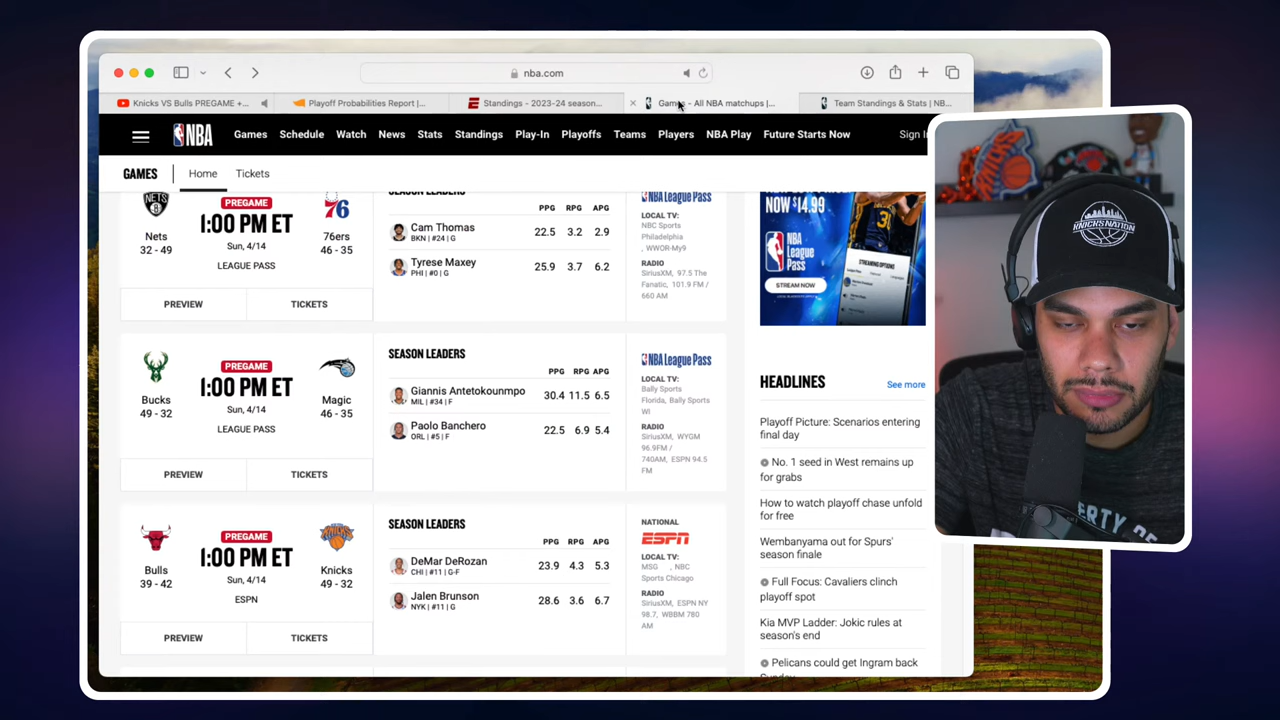 nba.com
Knicks VS Bulls PREGAME +...
Playoff Probabilities Report |...
Standings - 2023-24 season...
Games - All NBA matchups |...
Team Standings & Stats | NB...
NBA
Games Schedule Watch News Stats Standings Play-In Playoffs Teams Players NBA Play Future Starts Now Sign In
GAMES Home Tickets
NETS
Nets
32 - 49
PREGAME
1:00 PM ET
Sun, 4/14
LEAGUE PASS
76
76ers
46 - 35
PREVIEW
TICKETS
SEASON LEADERS
PPG RPG APG
Cam Thomas
BKN | #24 | G
22.5 3.2 2.9
Tyrese Maxey
PHI | #0 | G
25.9 3.7 6.2
NBA League Pass
LOCAL TV:
NBC Sports
Philadelphia
, WWOR-My9
RADIO
SiriusXM, 97.5 The
Fanatic, 101.9 FM /
660 AM
Bucks
49 - 32
PREGAME
1:00 PM ET
Sun, 4/14
LEAGUE PASS
Magic
46 - 35
PREVIEW
TICKETS
SEASON LEADERS
PPG RPG APG
Giannis Antetokounmpo
MIL | #34 | F
30.4 11.5 6.5
Paolo Banchero
ORL | #5 | F
22.5 6.9 5.4
NBA League Pass
LOCAL TV:
Bally Sports
Florida, Bally Sports
WI
RADIO
SiriusXM, WYGM
96.9FM /
740AM, ESPN 94.5
FM
Bulls
39 - 42
PREGAME
1:00 PM ET
Sun, 4/14
ESPN
KNICKS
Knicks
49 - 32
PREVIEW
TICKETS
SEASON LEADERS
PPG RPG APG
DeMar DeRozan
CHI | #11 | G-F
23.9 4.3 5.3
Jalen Brunson
NYK | #11 | G
28.6 3.6 6.7
NATIONAL
ESPN
LOCAL TV:
MSG , NBC
Sports Chicago
RADIO
SiriusXM, ESPN NY
98.7, WBBM 780
AM
NOW $14.99
NBA
League
Pass
STREAM NOW
HEADLINES
See more
Playoff Picture: Scenarios entering
final day
No. 1 seed in West remains up
for grabs
How to watch playoff chase unfold
for free
Wembanyama out for Spurs'
season finale
Full Focus: Cavaliers clinch
playoff spot
Kia MVP Ladder: Jokic rules at
season's end
Pelicans could get Ingram back
Sunday
KNICKS
KNICKS NATION